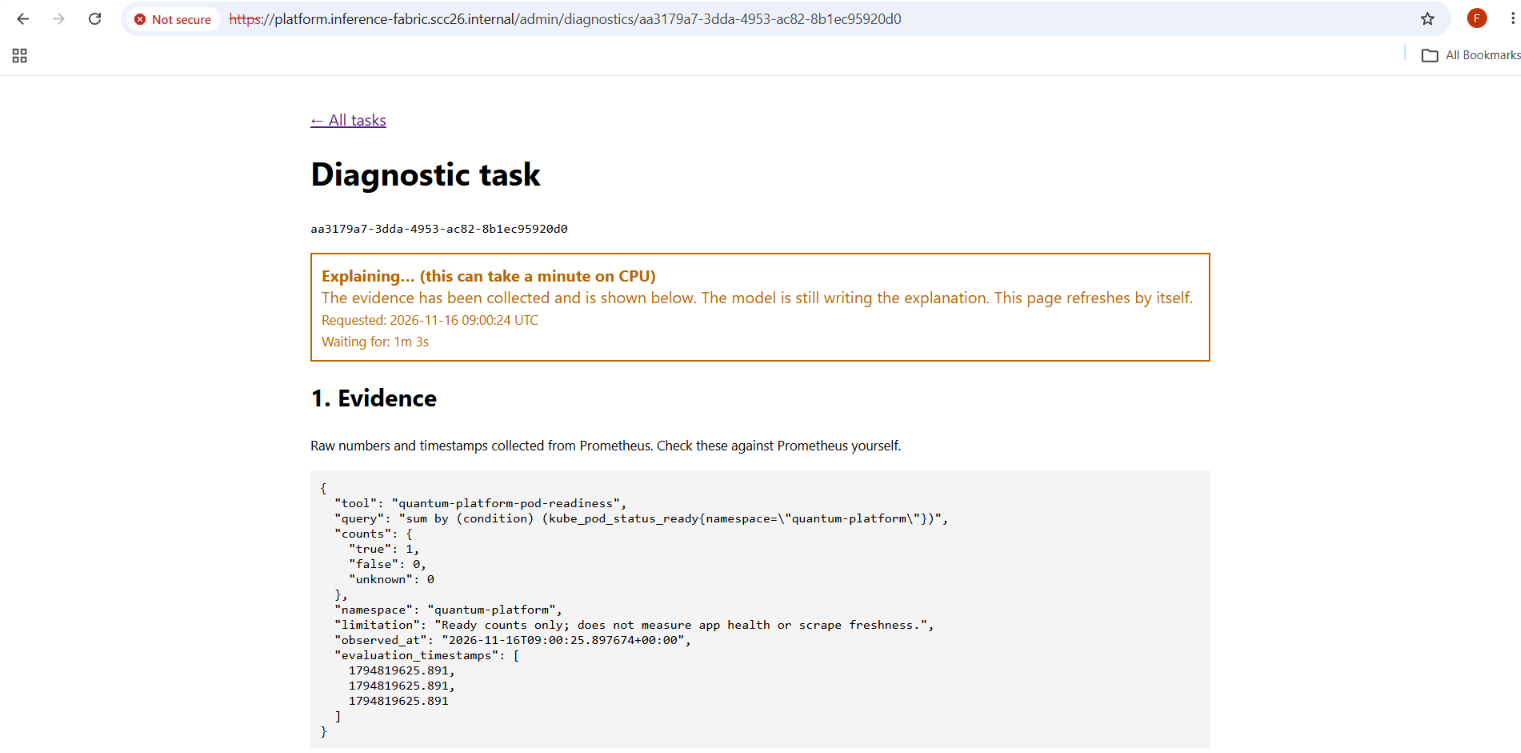 Not secure https://platform.inference-fabric.scc26.internal/admin/diagnostics/aa3179a7-3dda-4953-ac82-8b1ec95920d0 F
All Bookmarks
← All tasks
Diagnostic task
aa3179a7-3dda-4953-ac82-8b1ec95920d0
Explaining... (this can take a minute on CPU)
The evidence has been collected and is shown below. The model is still writing the explanation. This page refreshes by itself.
Requested: 2026-11-16 09:00:24 UTC
Waiting for: 1m 3s
1. Evidence
Raw numbers and timestamps collected from Prometheus. Check these against Prometheus yourself.
{
  "tool": "quantum-platform-pod-readiness",
  "query": "sum by (condition) (kube_pod_status_ready{namespace=\"quantum-platform\"})",
  "counts": {
    "true": 1,
    "false": 0,
    "unknown": 0
  },
  "namespace": "quantum-platform",
  "limitation": "Ready counts only; does not measure app health or scrape freshness.",
  "observed_at": "2026-11-16T09:00:25.897674+00:00",
  "evaluation_timestamps": [
    1794819625.891,
    1794819625.891,
    1794819625.891
  ]
}